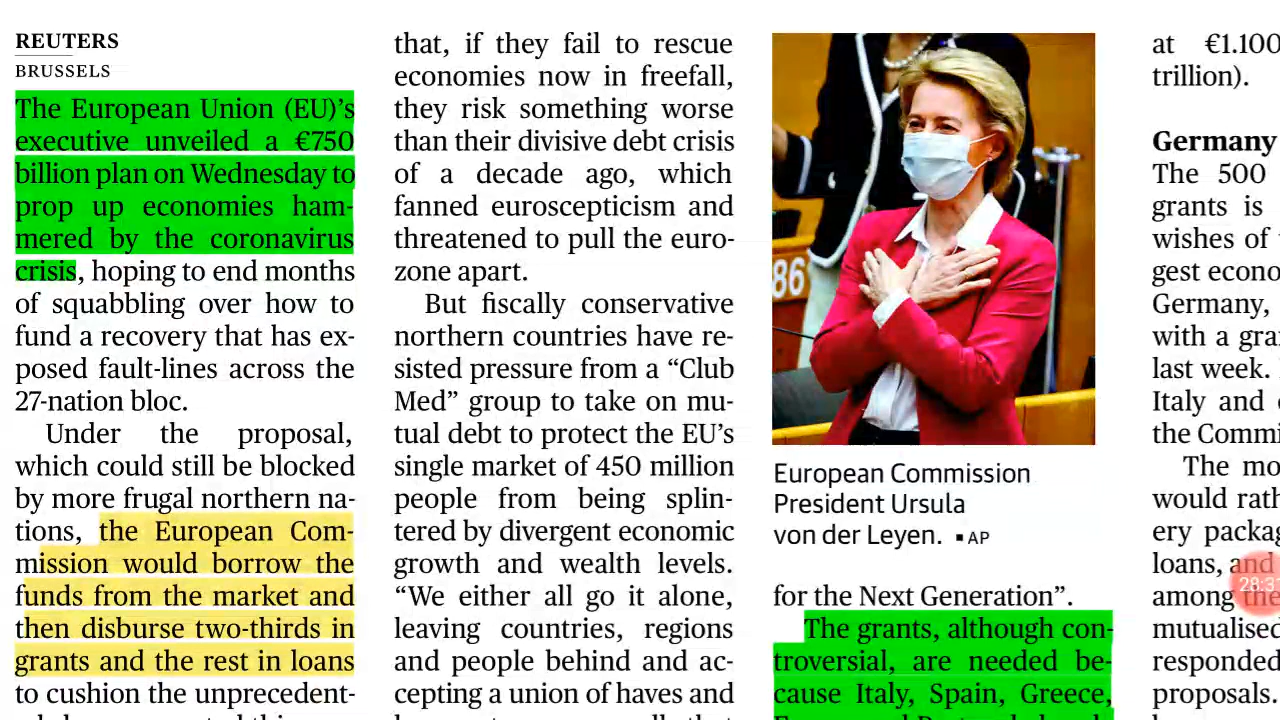 REUTERS
BRUSSELS
The European Union (EU)’s
executive unveiled a €750
billion plan on Wednesday to
prop up economies ham-
mered by the coronavirus
crisis, hoping to end months
of squabbling over how to
fund a recovery that has ex-
posed fault-lines across the
27-nation bloc.
Under the proposal,
which could still be blocked
by more frugal northern na-
tions, the European Com-
mission would borrow the
funds from the market and
then disburse two-thirds in
grants and the rest in loans
to cushion the unprecedent-
that, if they fail to rescue
economies now in freefall,
they risk something worse
than their divisive debt crisis
of a decade ago, which
fanned euroscepticism and
threatened to pull the euro-
zone apart.
But fiscally conservative
northern countries have re-
sisted pressure from a “Club
Med” group to take on mu-
tual debt to protect the EU’s
single market of 450 million
people from being splin-
tered by divergent economic
growth and wealth levels.
“We either all go it alone,
leaving countries, regions
and people behind and ac-
cepting a union of haves and
86
European Commission
President Ursula
von der Leyen. ▪ AP
for the Next Generation”.
The grants, although con-
troversial, are needed be-
cause Italy, Spain, Greece,
at €1.100
trillion).
Germany
The 500
grants is
wishes of
gest econo
Germany,
with a gra
last week.
Italy and
the Commi
The mo
would rath
ery packag
loans, and
among the
mutualised
responded
proposals.
28:3